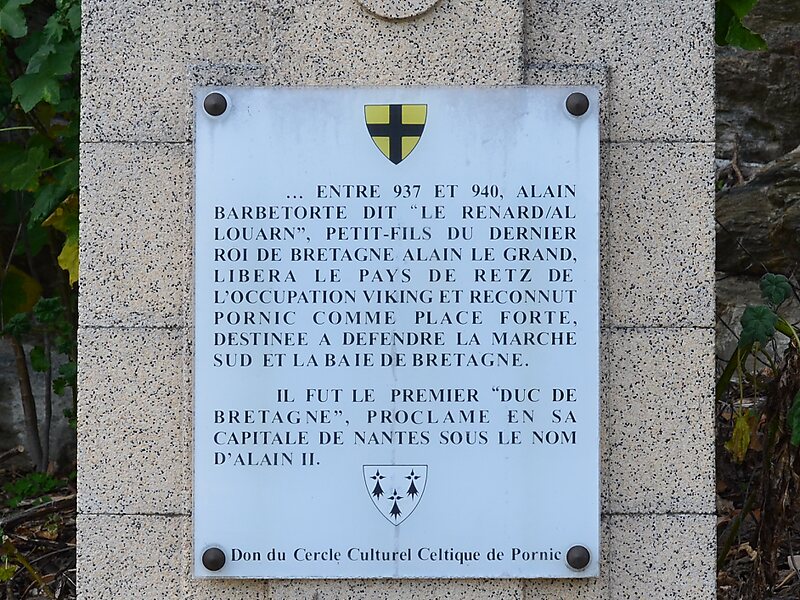 ... ENTRE 937 ET 940, ALAIN
BARBETORTE DIT "LE RENARD/AL
LOUARN", PETIT-FILS DU DERNIER
ROI DE BRETAGNE ALAIN LE GRAND,
LIBERA LE PAYS DE RETZ DE
L'OCCUPATION VIKING ET RECONNUT
PORNIC COMME PLACE FORTE,
DESTINEE A DEFENDRE LA MARCHE
SUD ET LA BAIE DE BRETAGNE.
IL FUT LE PREMIER "DUC DE
BRETAGNE", PROCLAME EN SA
CAPITALE DE NANTES SOUS LE NOM
D'ALAIN II.
Don du Cercle Culturel Celtique de Pornic